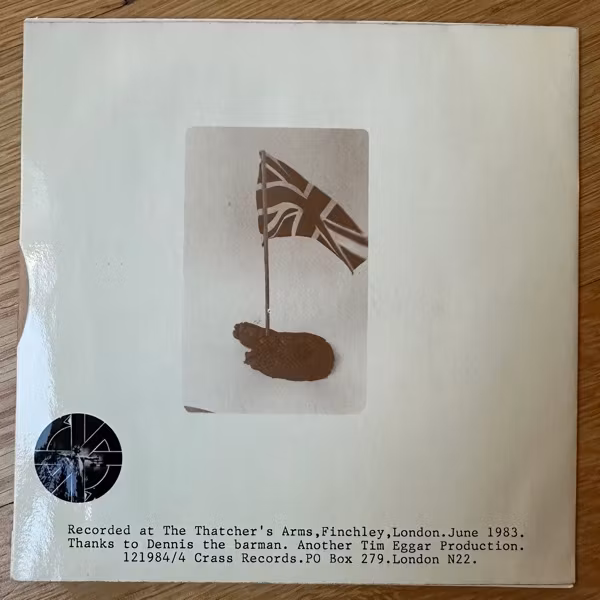 Recorded at The Thatcher's Arms,Finchley,London.June 1983.
Thanks to Dennis the barman. Another Tim Eggar Production.
121984/4 Crass Records.PO Box 279.London N22.